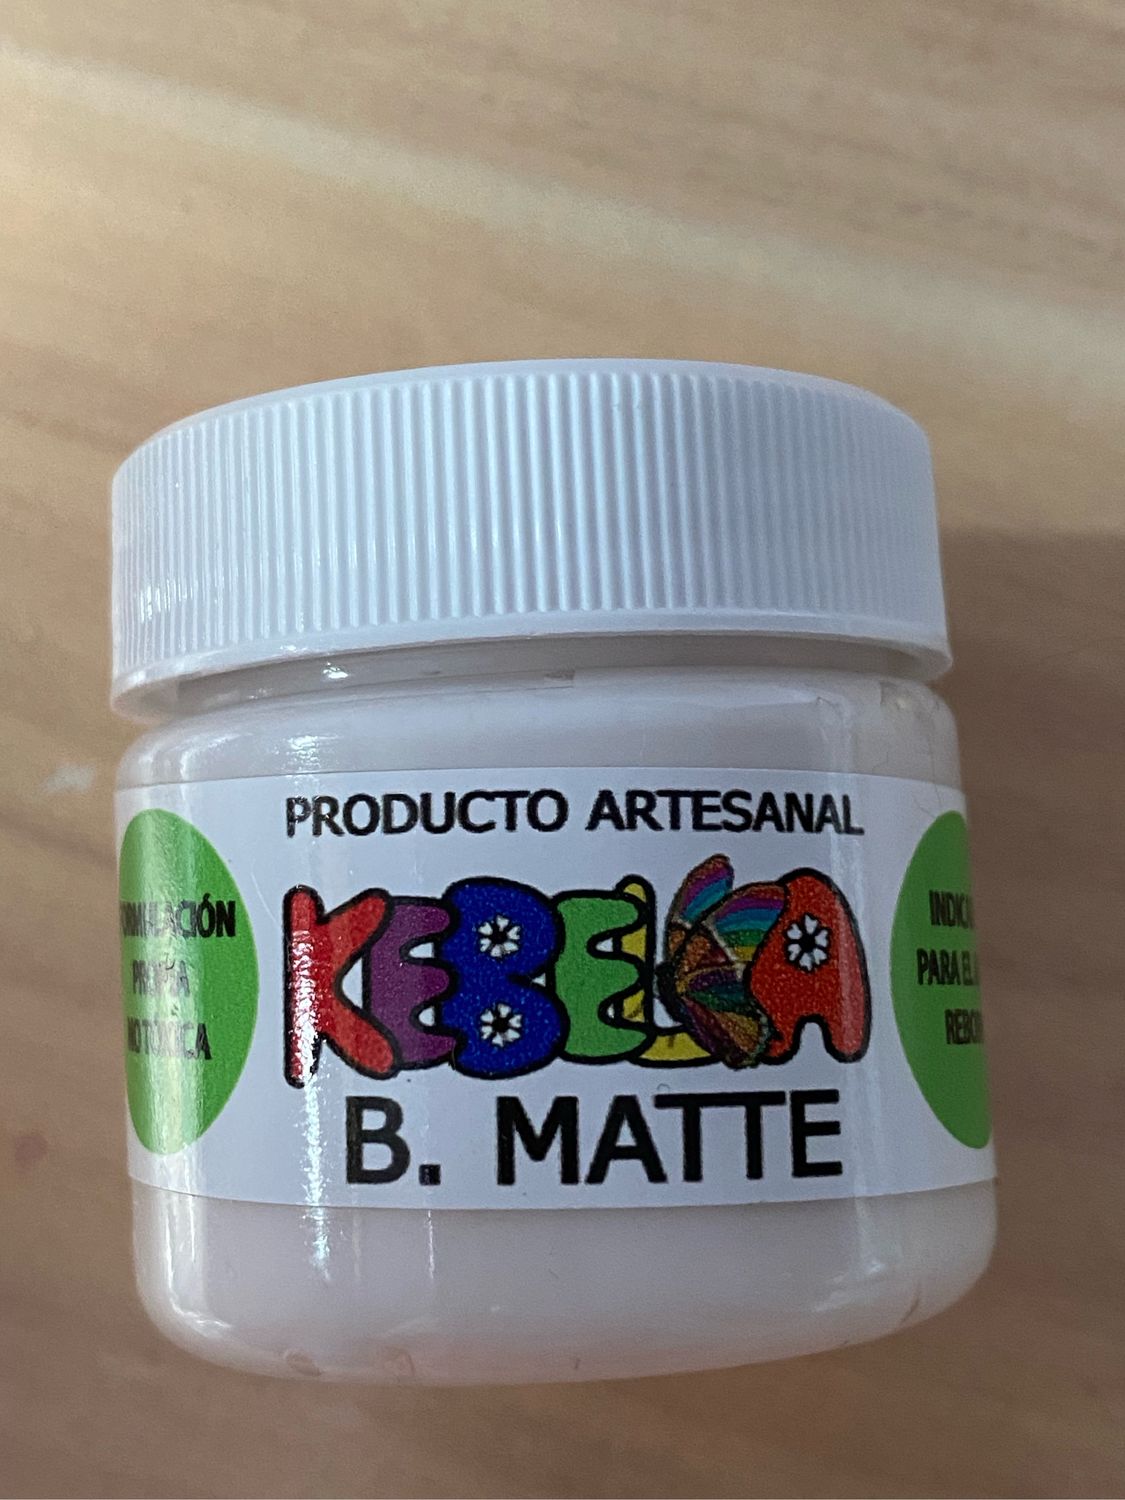 PRODUCTO ARTESANAL
KEBELA
B. MATTE
FORMULACIÓN
PROPIA
NO TÓXICA
PARA EL